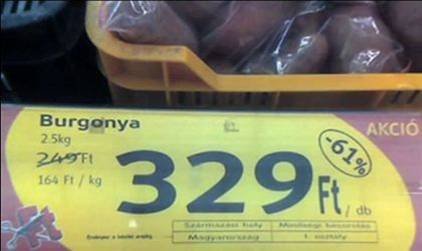 Burgonya
AKCIÓ
2.5kg
-61%
249 Ft
329 Ft / db
164 Ft / kg
Származási hely Minőségi besorolás
Magyarország I. osztály